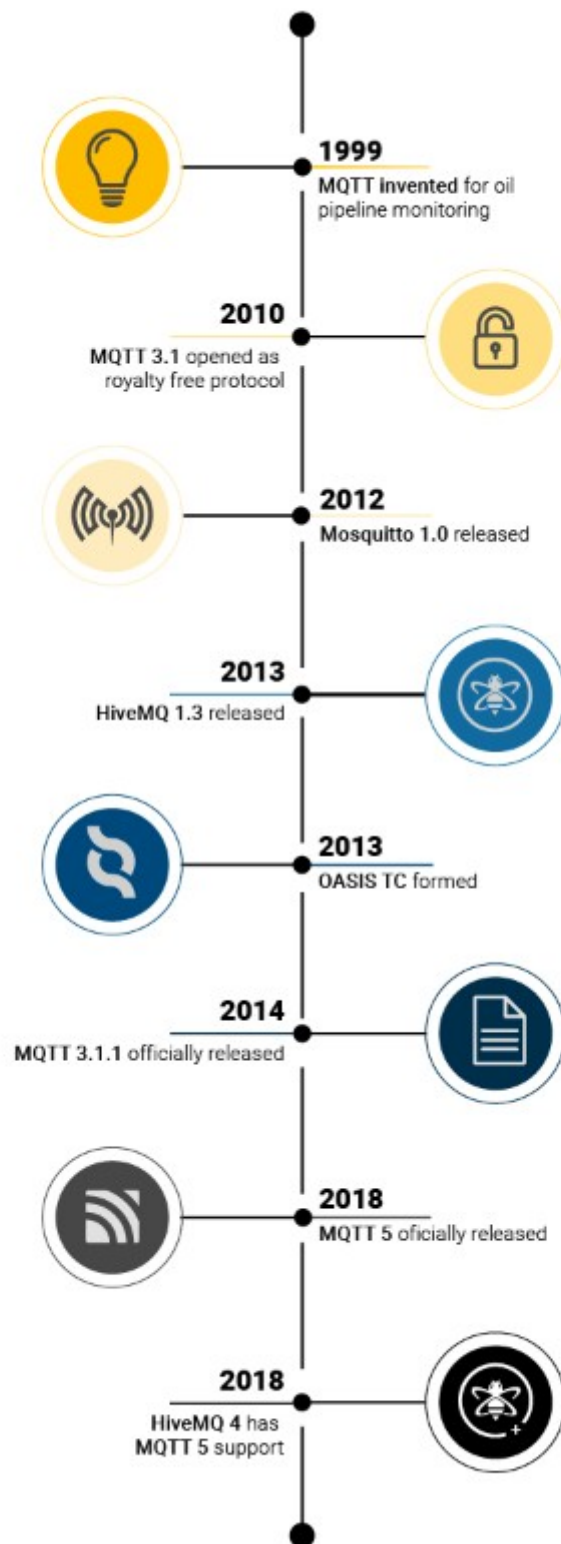 1999
MQTT invented for oil
pipeline monitoring
2010
MQTT 3.1 opened as
royalty free protocol
2012
Mosquitto 1.0 released
2013
HiveMQ 1.3 released
2013
OASIS TC formed
2014
MQTT 3.1.1 officially released
2018
MQTT 5 oficially released
2018
HiveMQ 4 has
MQTT 5 support